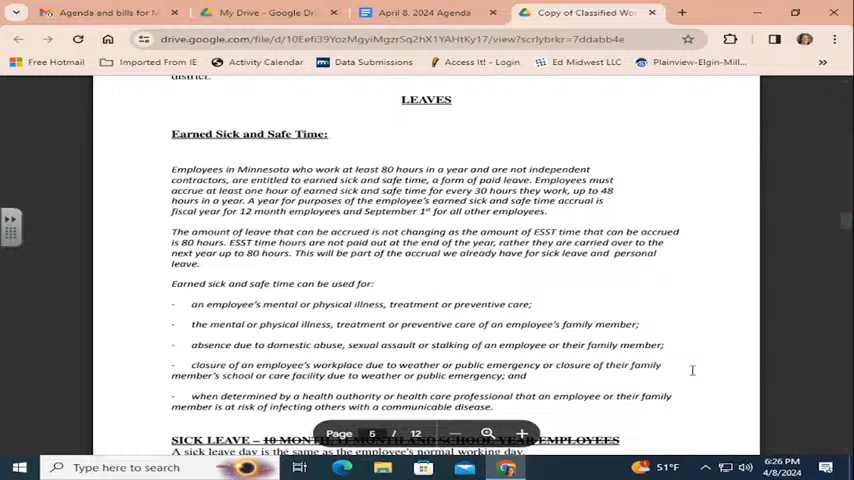 Agenda and bills for M
My Drive - Google Dri
April 8. 2024 Agenda
Copy of Classified Wo
drive.google.com/file/d/10Eefi39YozMgyiMgzrSq2hX1YAHtKy17/view?scrlybrkr=7ddabb4e
Free Hotmail Imported From IE Activity Calendar Data Submissions Access It! - Login Ed Midwest LLC Plainview-Elgin-Mill...
district.
LEAVES
Earned Sick and Safe Time:
Employees in Minnesota who work at least 80 hours in a year and are not independent
contractors, are entitled to earned sick and safe time, a form of paid leave. Employees must
accrue at least one hour of earned sick and safe time for every 30 hours they work, up to 48
hours in a year. A year for purposes of the employee's earned sick and safe time accrual is
fiscal year for 12 month employees and September 1st for all other employees.
The amount of leave that can be accrued is not changing as the amount of ESST time that can be accrued
is 80 hours. ESST time hours are not paid out at the end of the year, rather they are carried over to the
next year up to 80 hours. This will be part of the accrual we already have for sick leave and personal
leave.
Earned sick and safe time can be used for:
· an employee's mental or physical illness, treatment or preventive care;
· the mental or physical illness, treatment or preventive care of an employee's family member;
· absence due to domestic abuse, sexual assault or stalking of an employee or their family member;
· closure of an employee's workplace due to weather or public emergency or closure of their family
member's school or care facility due to weather or public emergency; and
· when determined by a health authority or health care professional that an employee or their family
member is at risk of infecting others with a communicable disease.
Page 5 / 12
SICK LEAVE – 10 MONTH, MONTH AND SCHOOL YEAR EMPLOYEES
A sick leave day is the same as the employee's normal working day.
Type here to search
51°F
6:26 PM
4/8/2024